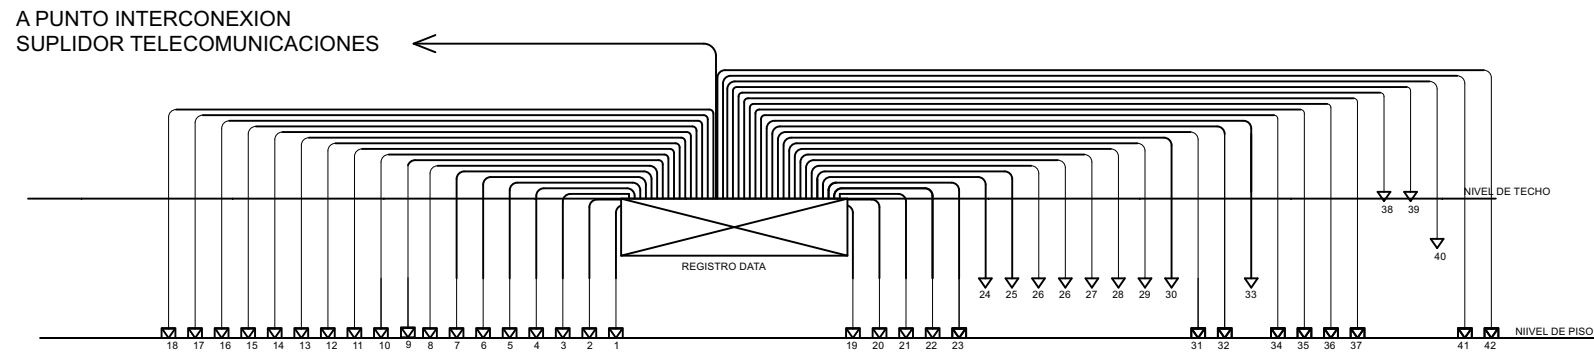 A PUNTO INTERCONEXION
SUPLIDOR TELECOMUNICACIONES
NIVEL DE TECHO
38 39
40
REGISTRO DATA
24 25 26 26 27 28 29 30 33
NIIVEL DE PISO
18 17 16 15 14 13 12 11 10 9 8 7 6 5 4 3 2 1 19 20 21 22 23 31 32 34 35 36 37 41 42